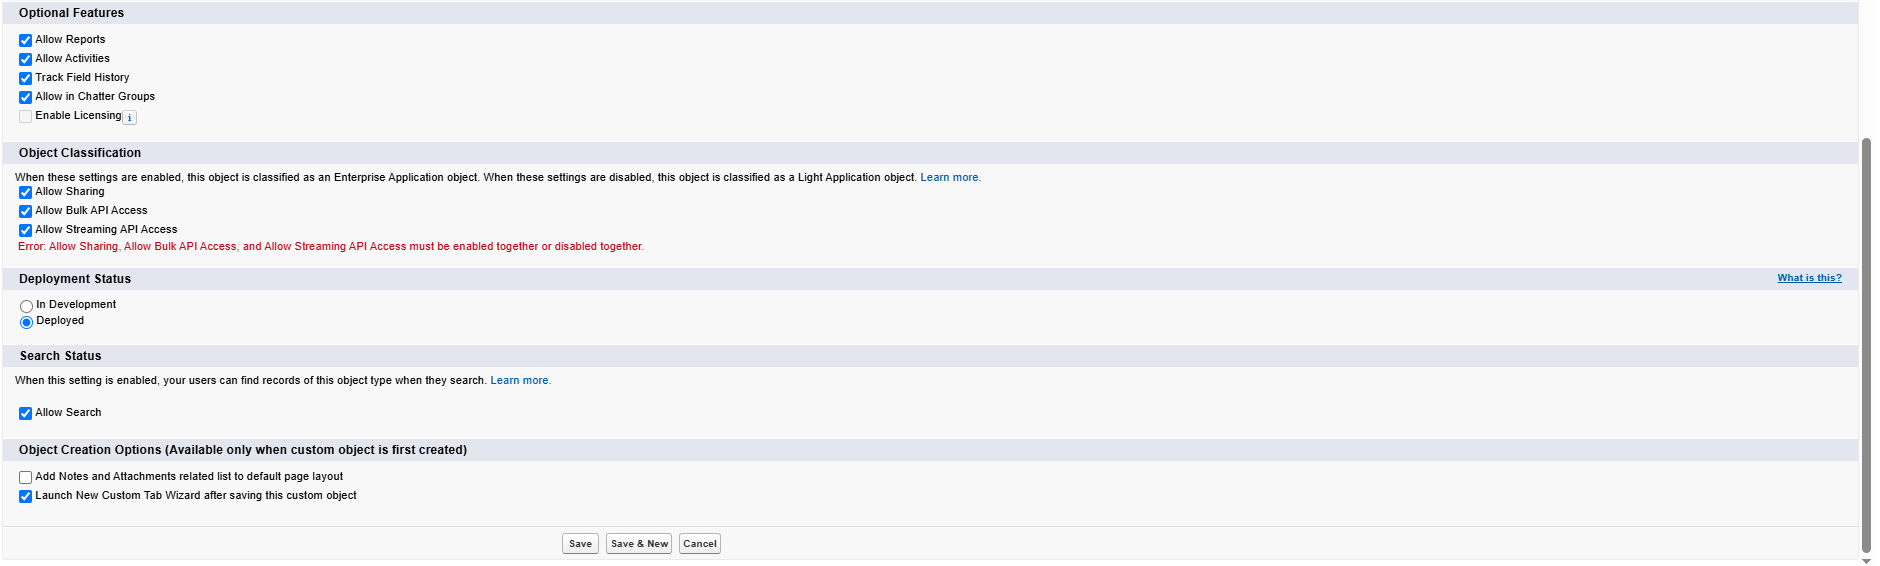 Optional Features
Allow Reports
Allow Activities
Track Field History
Allow in Chatter Groups
Enable Licensing i
Object Classification
When these settings are enabled, this object is classified as an Enterprise Application object. When these settings are disabled, this object is classified as a Light Application object. Learn more.
Allow Sharing
Allow Bulk API Access
Allow Streaming API Access
Error: Allow Sharing, Allow Bulk API Access, and Allow Streaming API Access must be enabled together or disabled together.
Deployment Status What is this?
In Development
Deployed
Search Status
When this setting is enabled, your users can find records of this object type when they search. Learn more.
Allow Search
Object Creation Options (Available only when custom object is first created)
Add Notes and Attachments related list to default page layout
Launch New Custom Tab Wizard after saving this custom object
Save Save & New Cancel